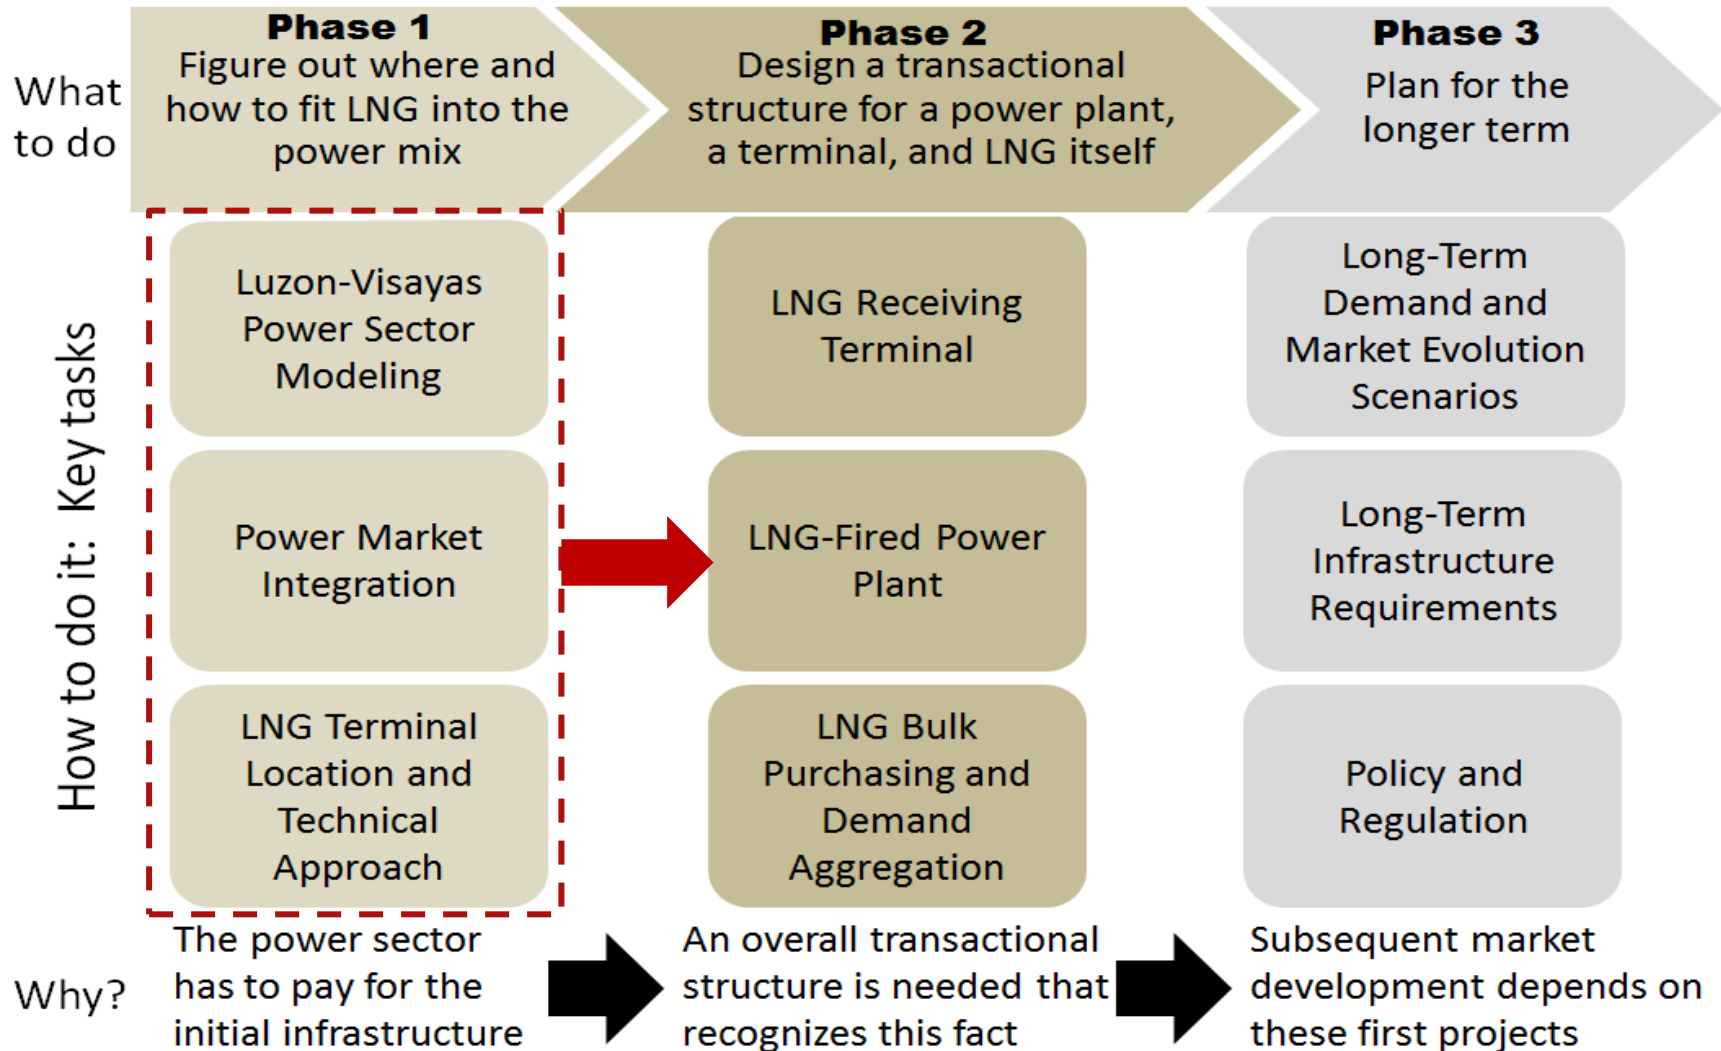 What
to do
Phase 1
Figure out where and
how to fit LNG into the
power mix
Phase 2
Design a transactional
structure for a power plant,
a terminal, and LNG itself
Phase 3
Plan for the
longer term
How to do it:  Key tasks
Luzon-Visayas
Power Sector
Modeling
LNG Receiving
Terminal
Long-Term
Demand and
Market Evolution
Scenarios
Power Market
Integration
LNG-Fired Power
Plant
Long-Term
Infrastructure
Requirements
LNG Terminal
Location and
Technical
Approach
LNG Bulk
Purchasing and
Demand
Aggregation
Policy and
Regulation
Why?
The power sector
has to pay for the
initial infrastructure
An overall transactional
structure is needed that
recognizes this fact
Subsequent market
development depends on
these first projects